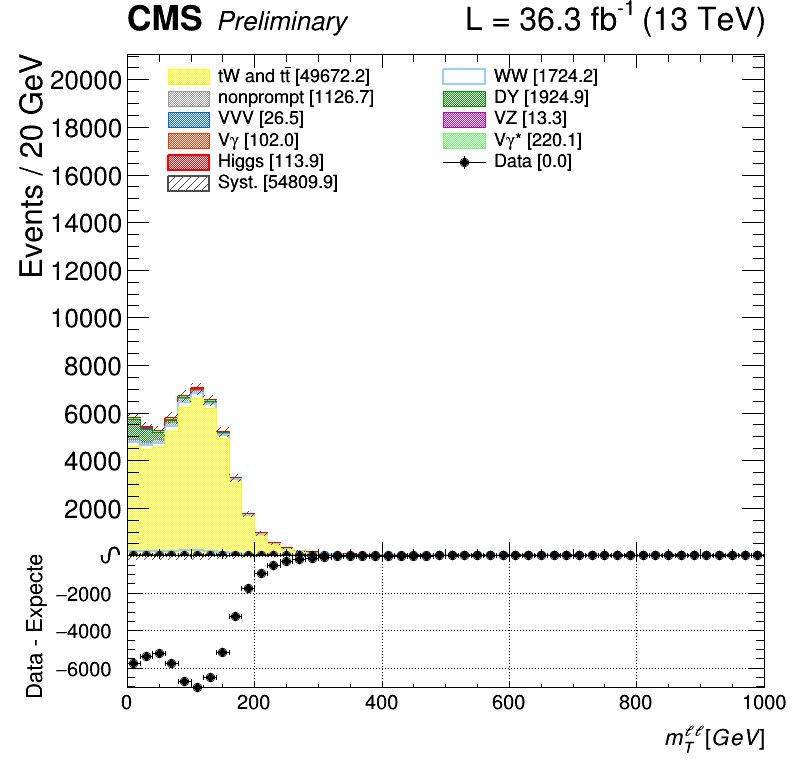 CMS Preliminary L = 36.3 fb⁻¹ (13 TeV)
Events / 20 GeV
20000
18000
16000
14000
12000
10000
8000
6000
4000
2000
tW and tt̄ [49672.2]
WW [1724.2]
nonprompt [1126.7]
DY [1924.9]
VVV [26.5]
VZ [13.3]
Vγ [102.0]
Vγ* [220.1]
Higgs [113.9]
Data [0.0]
Syst. [54809.9]
Data - Expecte
−2000
−4000
−6000
0 200 400 600 800 1000
m_T^{ℓℓ}[GeV]